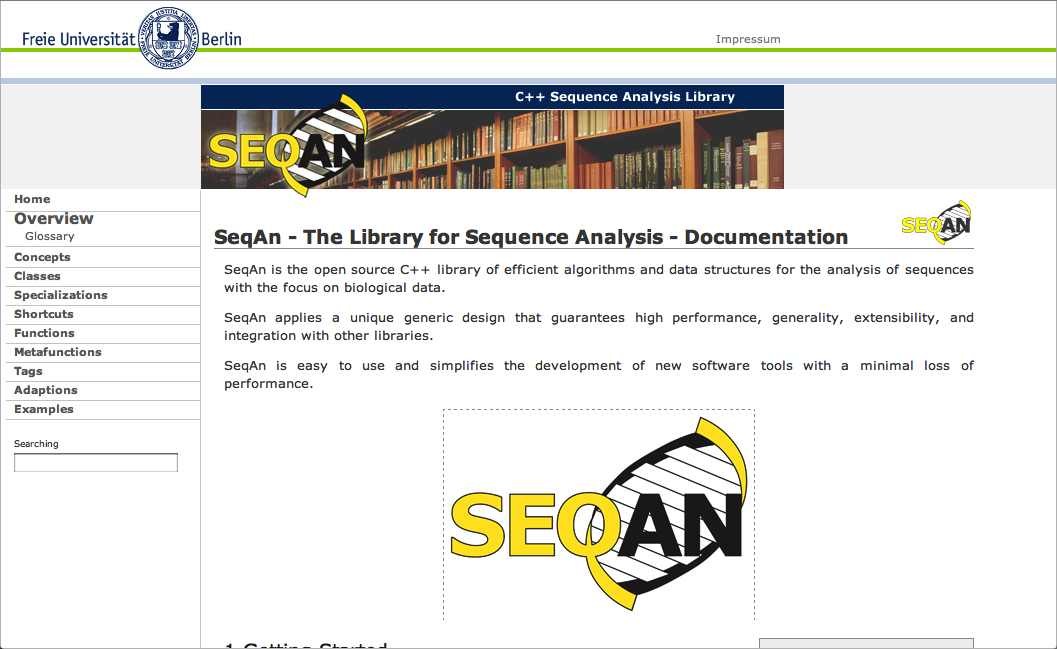 Freie Universität Berlin
Impressum
C++ Sequence Analysis Library
SEQAN
Home
Overview
Glossary
Concepts
Classes
Specializations
Shortcuts
Functions
Metafunctions
Tags
Adaptions
Examples
Searching
SEQAN
SeqAn - The Library for Sequence Analysis - Documentation
SeqAn is the open source C++ library of efficient algorithms and data structures for the analysis of sequences
with the focus on biological data.
SeqAn applies a unique generic design that guarantees high performance, generality, extensibility, and
integration with other libraries.
SeqAn is easy to use and simplifies the development of new software tools with a minimal loss of
performance.
SEQAN
1 Getting Started